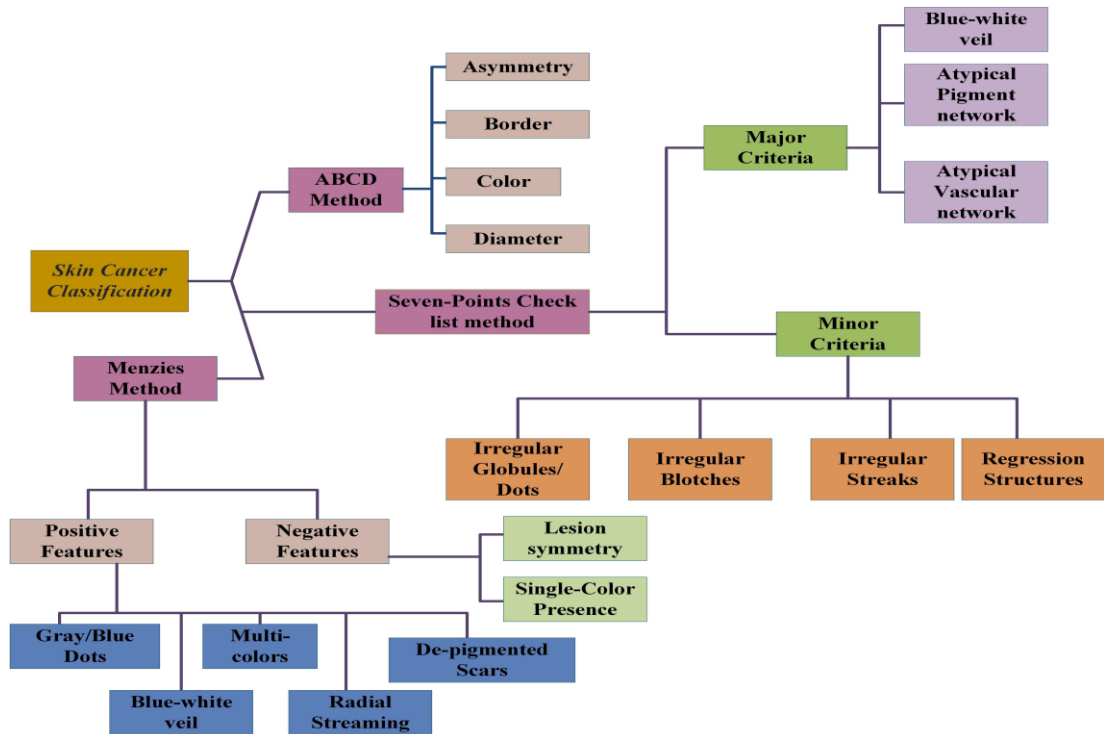 Blue-white
veil
Asymmetry
Atypical
Pigment
network
Border
Major
Criteria
ABCD
Method
Color
Atypical
Vascular
network
Diameter
Skin Cancer
Classification
Seven-Points Check
list method
Minor
Criteria
Menzies
Method
Irregular
Globules/
Dots
Irregular
Blotches
Irregular
Streaks
Regression
Structures
Positive
Features
Negative
Features
Lesion
symmetry
Single-Color
Presence
Gray/Blue
Dots
Multi-
colors
De-pigmented
Scars
Blue-white
veil
Radial
Streaming